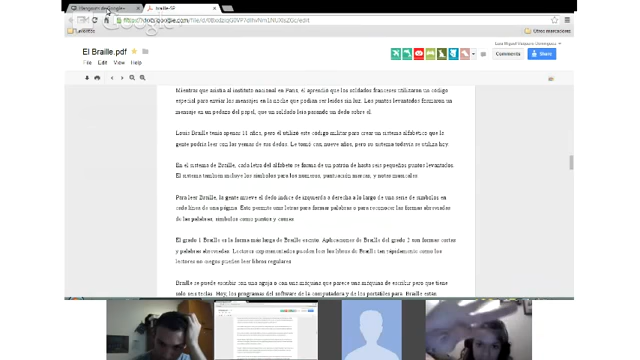 Hangouts de Google+
Braille-SP
Otros marcadores
El Braille.pdf
File Edit View Help
Comments
Share
Mientras que asistía al instituto nacional en París, él aprendió que los soldados franceses utilizaron un código
especial para enviar los mensajes en la noche que podían ser leídos sin luz. Los puntos levantados formaron un
mensaje en un pedazo del papel, que un soldado leía pasando un dedo sobre él.
Louis Braille tenía apenas 11 años, pero él utilizó este código militar para crear un sistema alfabético que la
gente podría leer con las yemas de sus dedos. Le tomó casi nueve años, pero su sistema todavía se utiliza hoy.
En el sistema de Braille, cada letra del alfabeto se forma de un patrón de hasta seis pequeños puntos levantados.
El sistema también incluye los símbolos para los números, puntuación marcas, y notas musicales
Para leer Braille, la gente mueve el dedo índice de izquierda a derecha a lo largo de una serie de símbolos en
cada línea de una página. Esto permite unir letras para formar palabras o para reconocer las formas abreviadas
de las palabras, símbolos como puntos y comas
El grado 1 Braille es la forma más larga de Braille escrito. Aplicaciones de Braille del grado 2 son formas cortas
y palabras abreviadas. Lectores experimentados pueden leer los libros de Braille tan rápidamente como los
lectores no ciegos pueden leer libros regulares
Braille se puede escribir con una aguja o con una máquina que parece una máquina de escribir pero que tiene
solo seis teclas. Hoy, los programas del software de la computadora y de los portátiles para Braille están